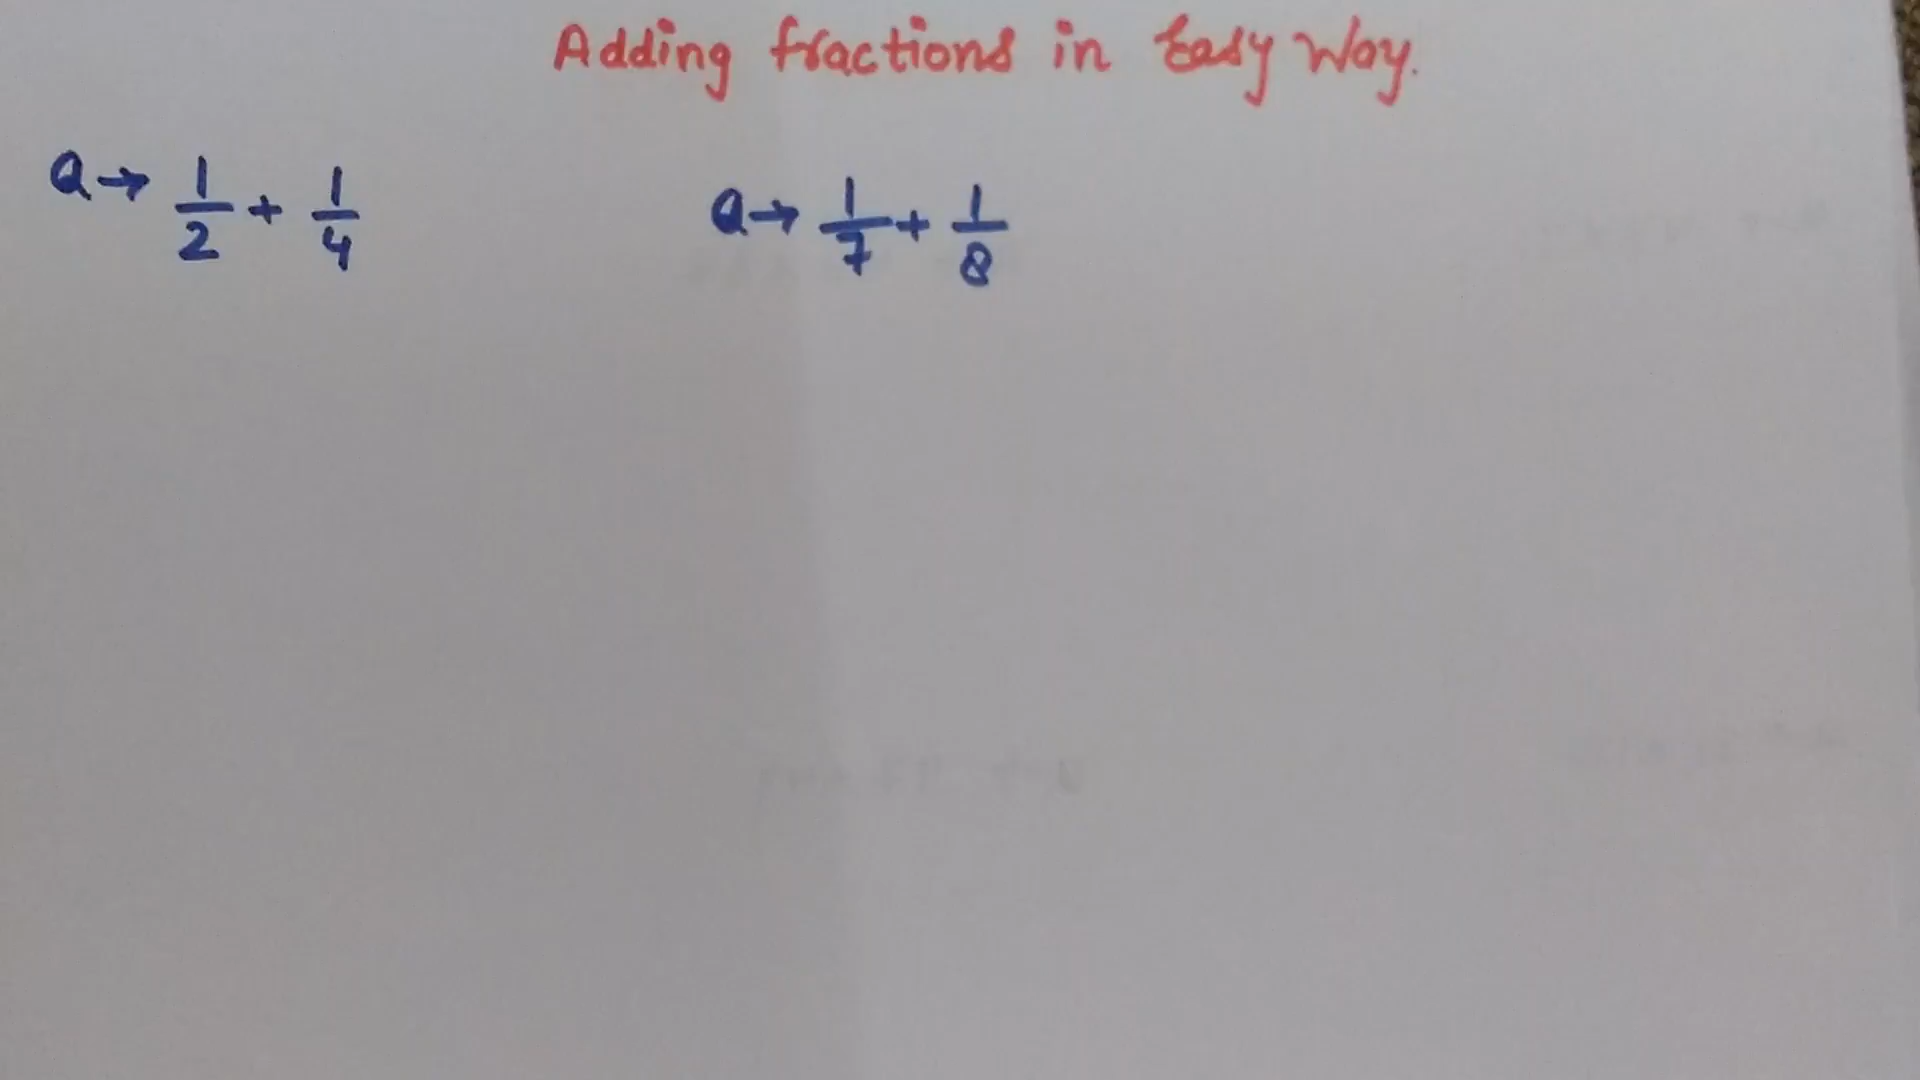 Adding fractions in Easy Way.
Q→ 1/2 + 1/4
Q→ 1/7 + 1/8